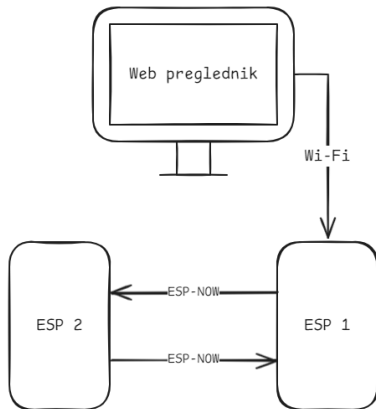 Web preglednik
Wi-Fi
ESP-NOW
ESP 2
ESP 1
ESP-NOW